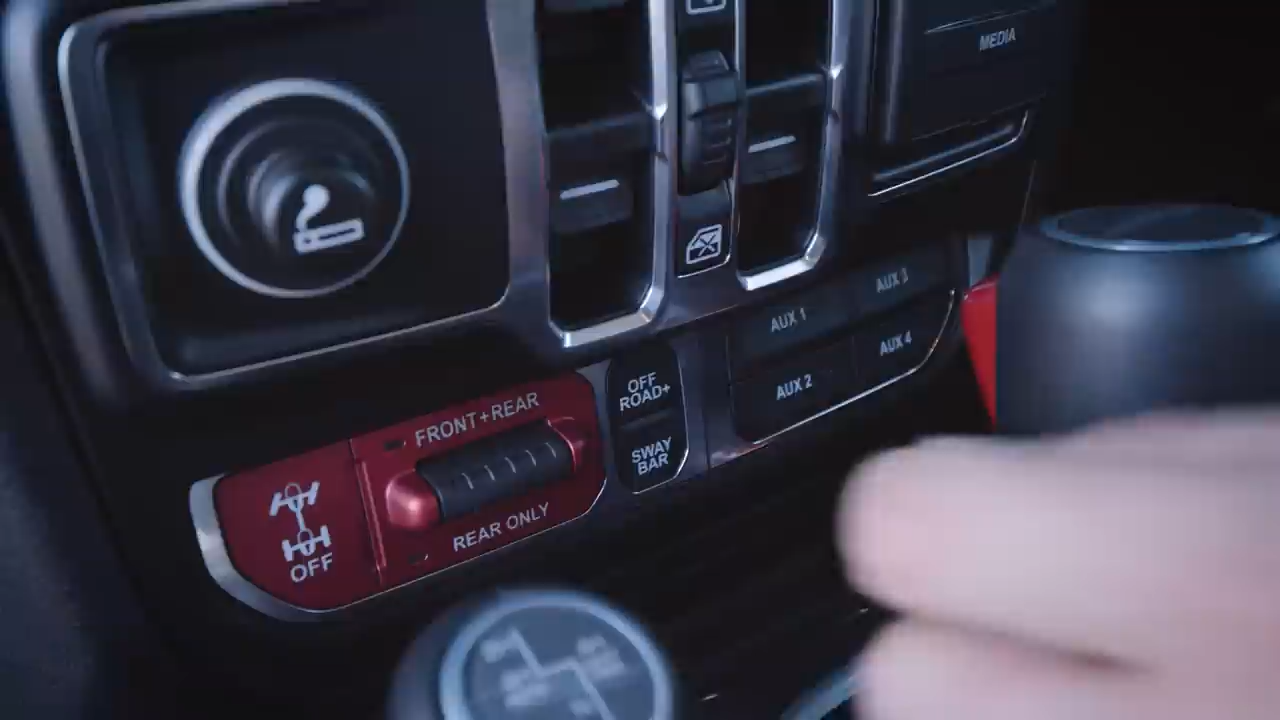 MEDIA
AUX 3
AUX 1
AUX 4
AUX 2
OFF
ROAD+
SWAY
BAR
FRONT+REAR
REAR ONLY
OFF